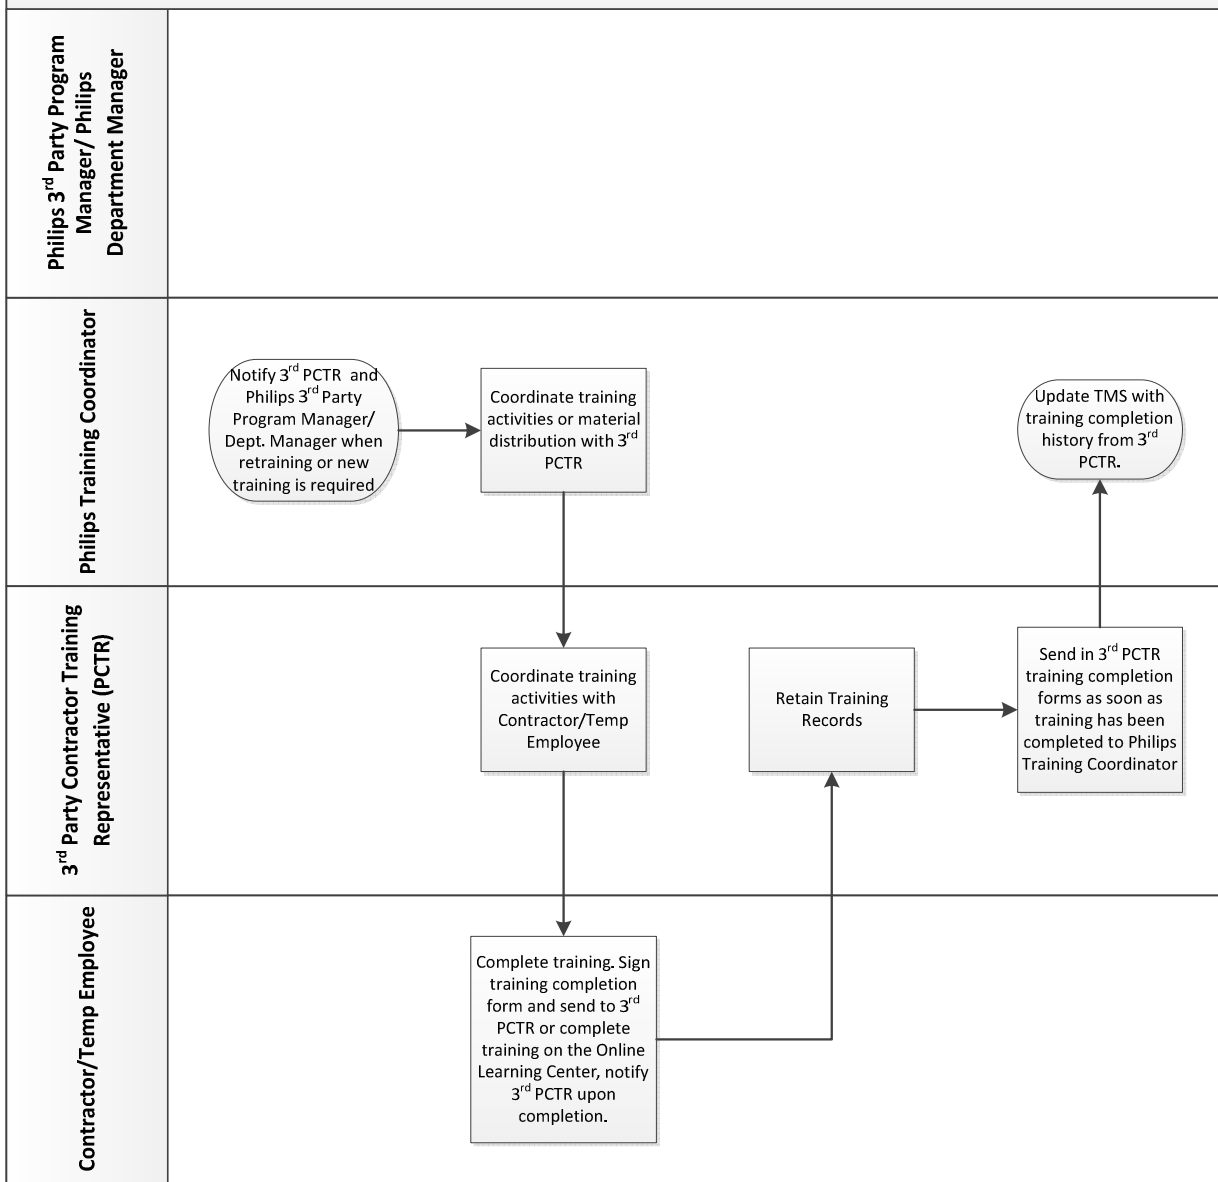 Philips 3rd Party Program
Manager/ Philips
Department Manager
Philips Training Coordinator
Notify 3rd PCTR and
Philips 3rd Party
Program Manager/
Dept. Manager when
retraining or new
training is required
Coordinate training
activities or material
distribution with 3rd
PCTR
Update TMS with
training completion
history from 3rd
PCTR.
3rd Party Contractor Training
Representative (PCTR)
Coordinate training
activities with
Contractor/Temp
Employee
Retain Training
Records
Send in 3rd PCTR
training completion
forms as soon as
training has been
completed to Philips
Training Coordinator
Contractor/Temp Employee
Complete training. Sign
training completion
form and send to 3rd
PCTR or complete
training on the Online
Learning Center, notify
3rd PCTR upon
completion.